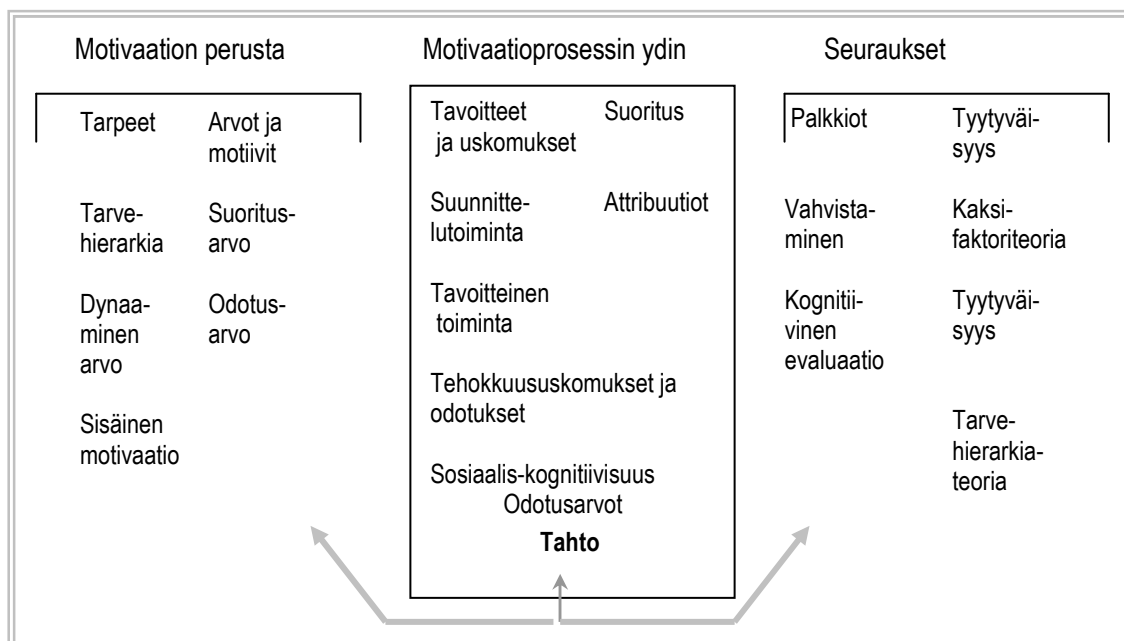 Motivaation perusta
Tarpeet
Arvot ja
motiivit
Tarve-
hierarkia
Suoritus-
arvo
Dynaa-
minen
arvo
Odotus-
arvo
Sisäinen
motivaatio
Motivaatioprosessin ydin
Tavoitteet
ja uskomukset
Suoritus
Suunnitte-
lutoiminta
Attribuutiot
Tavoitteinen
toiminta
Tehokkuususkomukset ja
odotukset
Sosiaalis-kognitiivisuus
Odotusarvot
Tahto
Seuraukset
Palkkiot
Tyytyväi-
syys
Vahvista-
minen
Kaksi-
faktoriteoria
Kognitii-
vinen
evaluaatio
Tyytyväi-
syys
Tarve-
hierarkia-
teoria